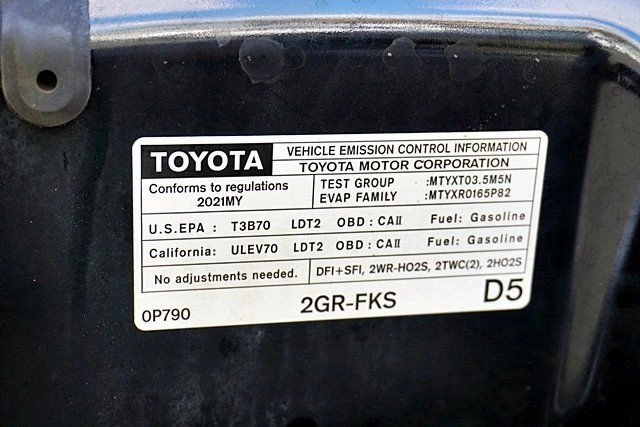 TOYOTA
VEHICLE EMISSION CONTROL INFORMATION
TOYOTA MOTOR CORPORATION
Conforms to regulations
2021MY
TEST GROUP :MTYXT03.5M5N
EVAP FAMILY :MTYXR0165P82
U.S.EPA : T3B70 LDT2 OBD : CAII Fuel: Gasoline
California: ULEV70 LDT2 OBD : CAII Fuel: Gasoline
No adjustments needed. DFI+SFI, 2WR-HO2S, 2TWC(2), 2HO2S
0P790 2GR-FKS D5